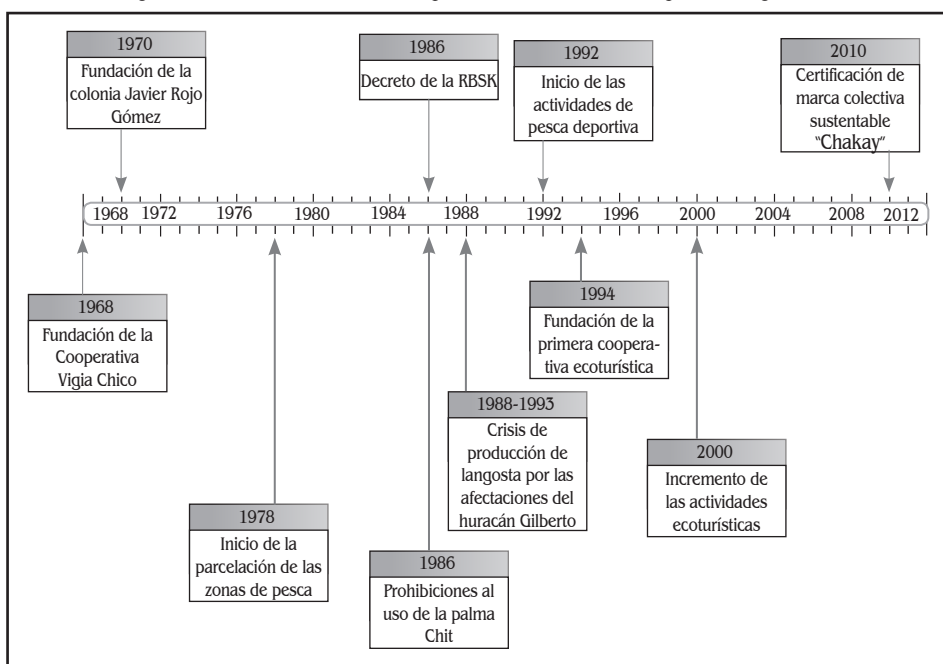 1970
Fundación de la
colonia Javier Rojo
Gómez
1986
Decreto de la RBSK
1992
Inicio de las
actividades de
pesca deportiva
2010
Certificación de
marca colectiva
sustentable
"Chakay"
1968 1972 1976 1980 1984 1988 1992 1996 2000 2004 2008 2012
1968
Fundación de la
Cooperativa
Vigia Chico
1978
Inicio de la
parcelación de las
zonas de pesca
1986
Prohibiciones al
uso de la palma
Chit
1988-1993
Crisis de
producción de
langosta por las
afectaciones del
huracán Gilberto
1994
Fundación de la
primera coopera-
tiva ecoturística
2000
Incremento de
las actividades
ecoturísticas